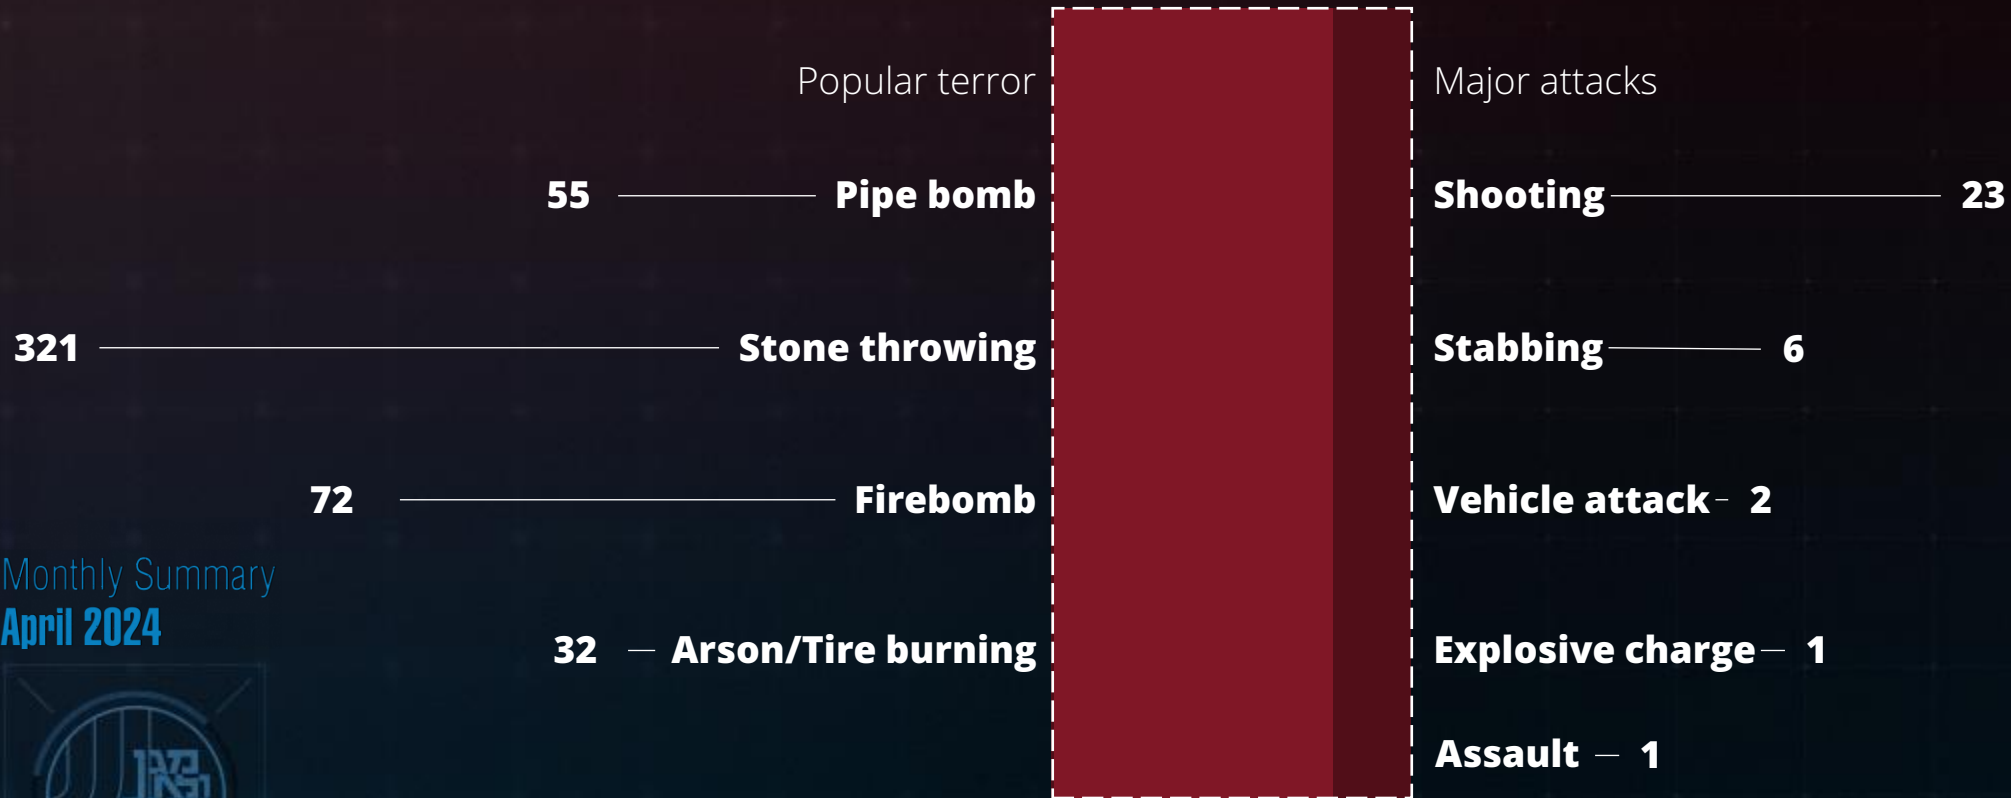 Popular terror
Major attacks
55 Pipe bomb
Shooting 23
321 Stone throwing
Stabbing 6
72 Firebomb
Vehicle attack 2
Monthly Summary
April 2024
32 Arson/Tire burning
Explosive charge 1
Assault 1